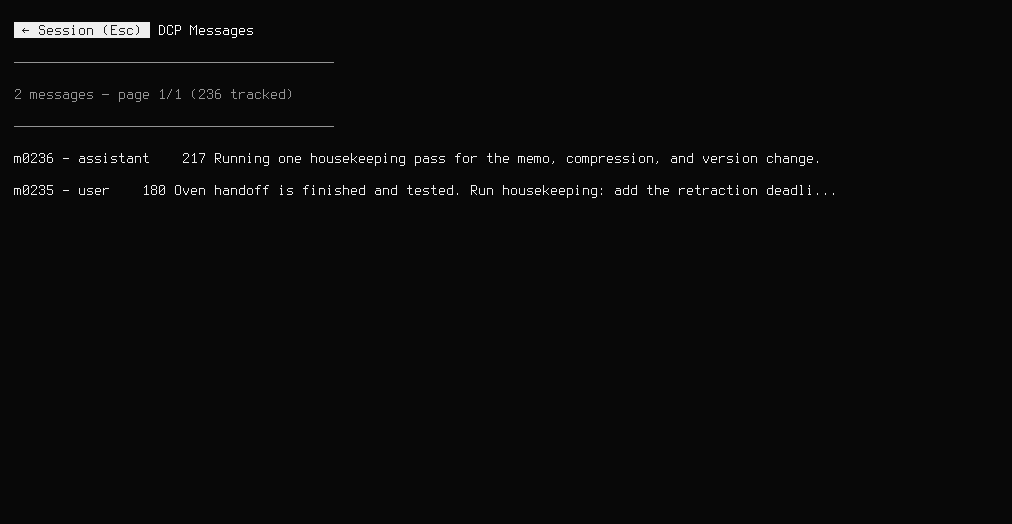 ← Session (Esc) DCP Messages
2 messages — page 1/1 (236 tracked)
m0236 - assistant    217 Running one housekeeping pass for the memo, compression, and version change.
m0235 - user    180 Oven handoff is finished and tested. Run housekeeping: add the retraction deadli...